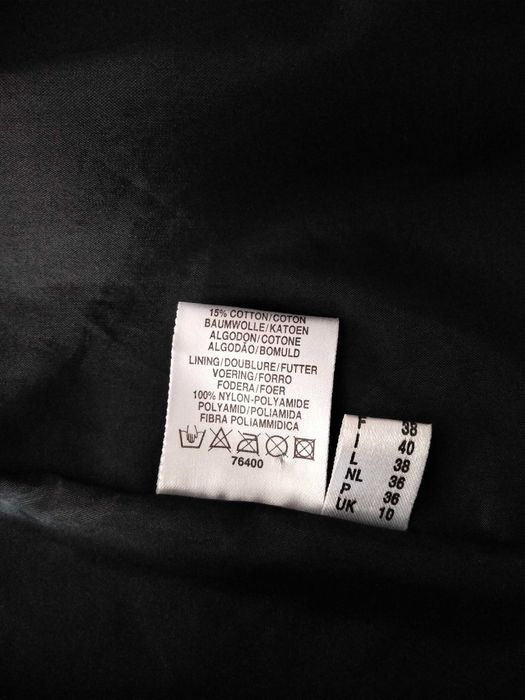 15% COTTON/COTON
BAUMWOLLE/KATOEN
ALGODON/COTONE
ALGODÃO/BOMULD
LINING/DOUBLURE/FUTTER
VOERING/FORRO
FODERA/FOER
100% NYLON-POLYAMIDE
POLYAMID/POLIAMIDA
FIBRA POLIAMMIDICA
76400
F 38
I 40
L 38
NL 36
P 36
UK 10